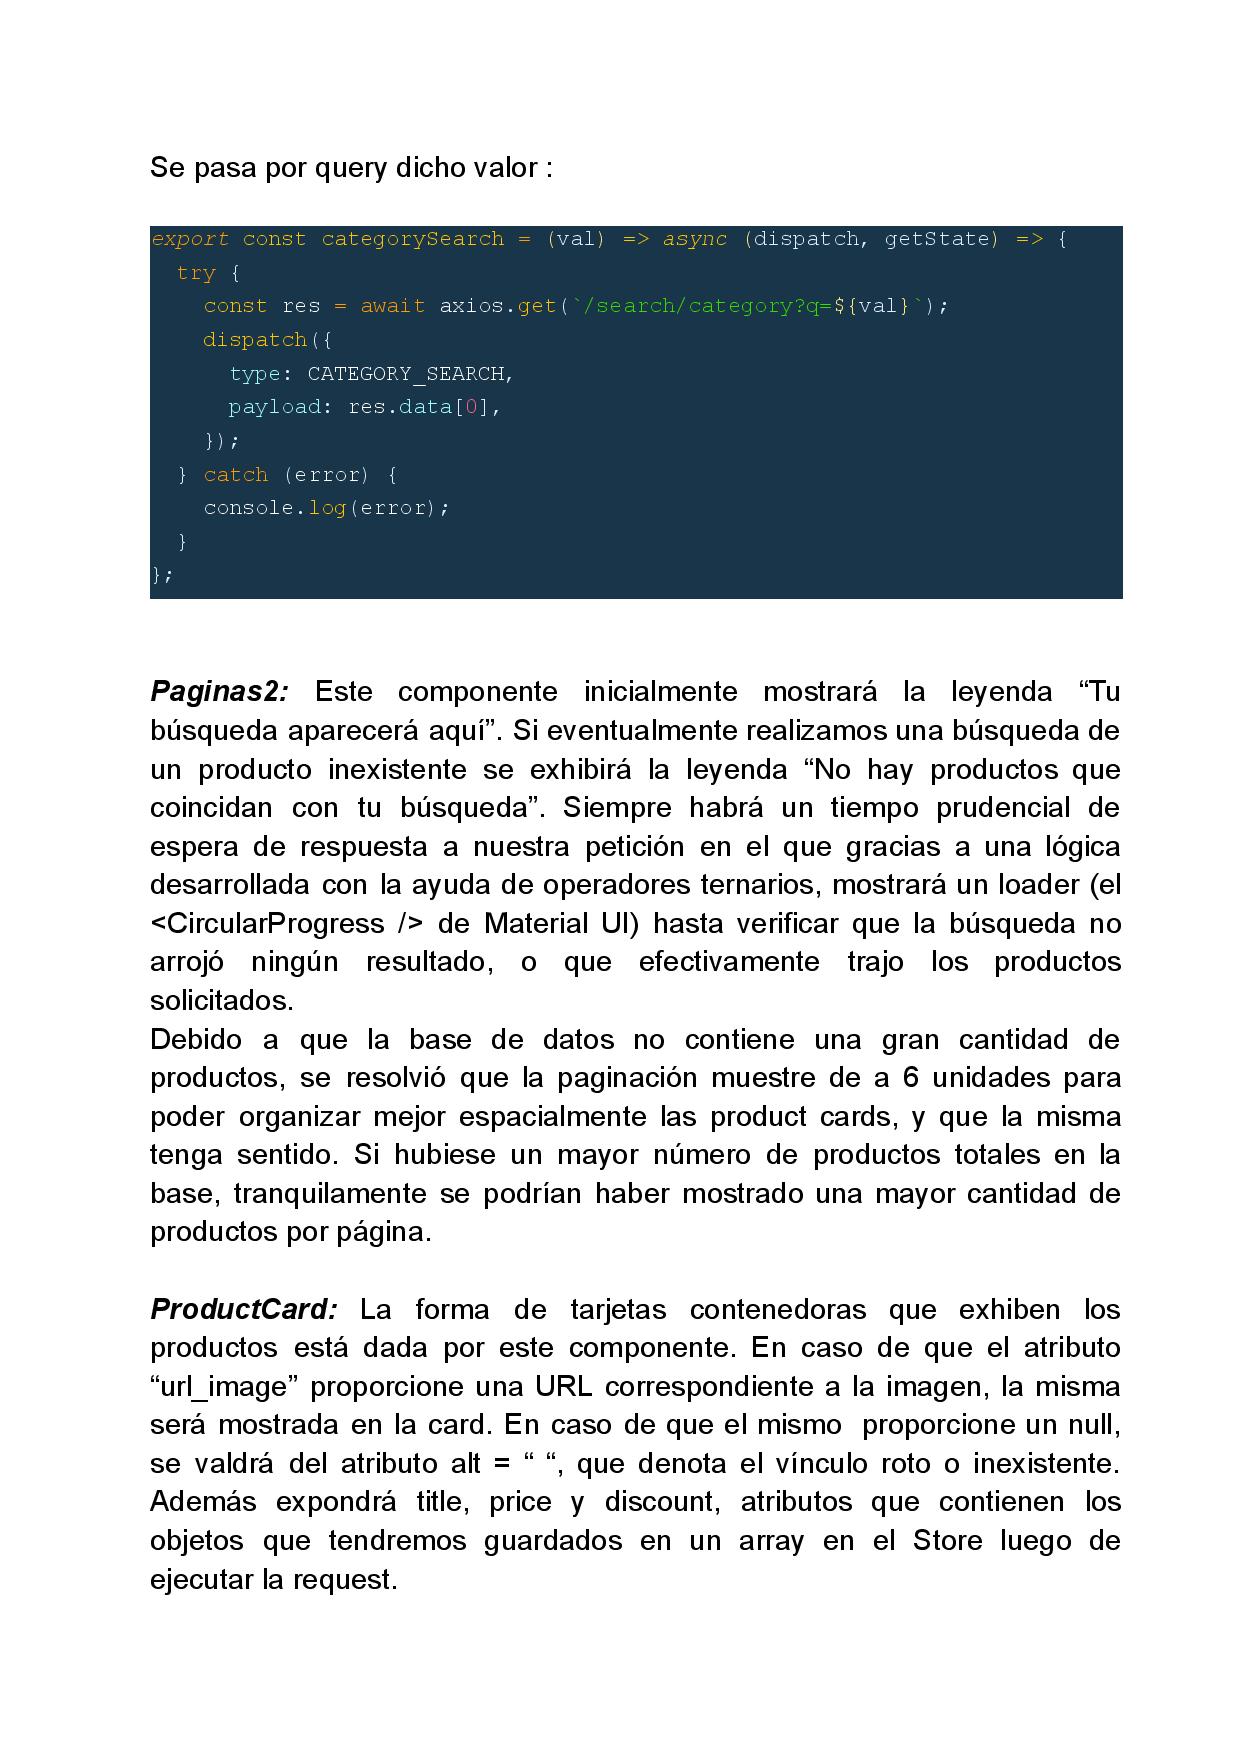 Se pasa por query dicho valor :
export const categorySearch = (val) => async (dispatch, getState) => {
  try {
    const res = await axios.get(`/search/category?q=${val}`);
    dispatch({
      type: CATEGORY_SEARCH,
      payload: res.data[0],
    });
  } catch (error) {
    console.log(error);
  }
};
Paginas2: Este componente inicialmente mostrará la leyenda “Tu
búsqueda aparecerá aquí”. Si eventualmente realizamos una búsqueda de
un producto inexistente se exhibirá la leyenda “No hay productos que
coincidan con tu búsqueda”. Siempre habrá un tiempo prudencial de
espera de respuesta a nuestra petición en el que gracias a una lógica
desarrollada con la ayuda de operadores ternarios, mostrará un loader (el
<CircularProgress /> de Material UI) hasta verificar que la búsqueda no
arrojó ningún resultado, o que efectivamente trajo los productos
solicitados.
Debido a que la base de datos no contiene una gran cantidad de
productos, se resolvió que la paginación muestre de a 6 unidades para
poder organizar mejor espacialmente las product cards, y que la misma
tenga sentido. Si hubiese un mayor número de productos totales en la
base, tranquilamente se podrían haber mostrado una mayor cantidad de
productos por página.
ProductCard: La forma de tarjetas contenedoras que exhiben los
productos está dada por este componente. En caso de que el atributo
“url_image” proporcione una URL correspondiente a la imagen, la misma
será mostrada en la card. En caso de que el mismo  proporcione un null,
se valdrá del atributo alt = “ “, que denota el vínculo roto o inexistente.
Además expondrá title, price y discount, atributos que contienen los
objetos que tendremos guardados en un array en el Store luego de
ejecutar la request.